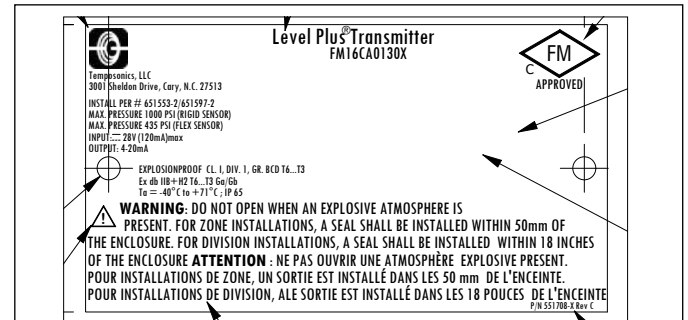 Level Plus® Transmitter
FM16CA0130X
FM
C
APPROVED
Temposonics, LLC
3001 Sheldon Drive, Cary, N.C. 27513
INSTALL PER # 651553-2/651597-2
MAX. PRESSURE 1000 PSI (RIGID SENSOR)
MAX. PRESSURE 435 PSI (FLEX SENSOR)
INPUT: ⎓ 28V (120mA)max
OUTPUT: 4-20mA
EXPLOSIONPROOF CL. I, DIV. 1, GR. BCD T6...T3
Ex db IIB+H2 T6...T3 Ga/Gb
Ta = -40°C to +71°C ; IP 65
WARNING: DO NOT OPEN WHEN AN EXPLOSIVE ATMOSPHERE IS
PRESENT. FOR ZONE INSTALLATIONS, A SEAL SHALL BE INSTALLED WITHIN 50mm OF
THE ENCLOSURE. FOR DIVISION INSTALLATIONS, A SEAL SHALL BE INSTALLED WITHIN 18 INCHES
OF THE ENCLOSURE ATTENTION : NE PAS OUVRIR UNE ATMOSPHÈRE EXPLOSIVE PRESENT.
POUR INSTALLATIONS DE ZONE, UN SORTIE EST INSTALLÉ DANS LES 50 mm DE L'ENCEINTE.
POUR INSTALLATIONS DE DIVISION, ALE SORTIE EST INSTALLÉ DANS LES 18 POUCES DE L'ENCEINTE
P/N 551708-X Rev C